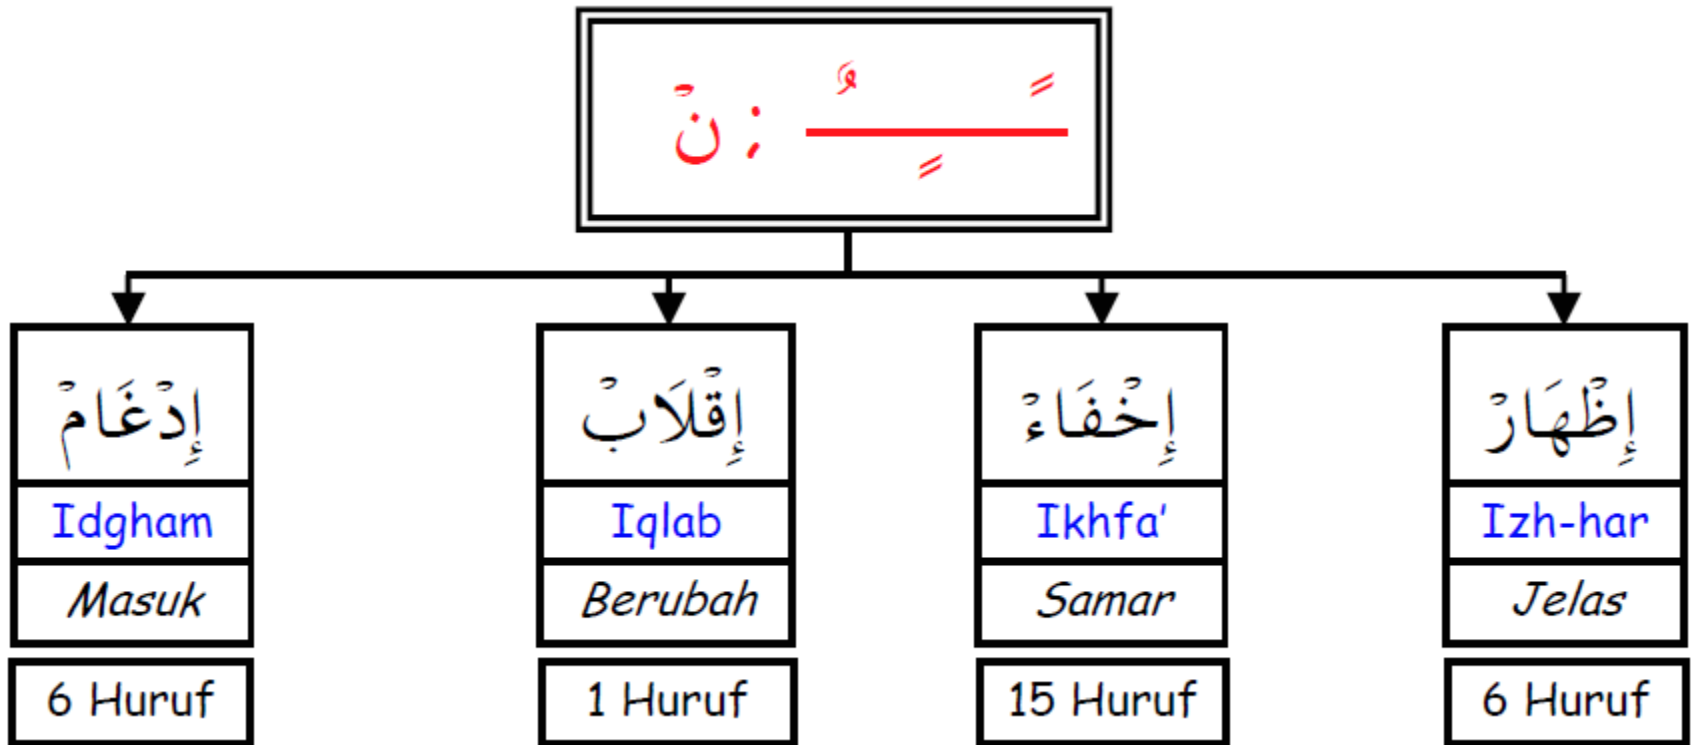 نْ ; ـًــٌـ
ـٍـ
إِدْغَامْ
Idgham
Masuk
6 Huruf
إِقْلَابْ
Iqlab
Berubah
1 Huruf
إِخْفَاءْ
Ikhfa’
Samar
15 Huruf
إِظْهَارْ
Izh-har
Jelas
6 Huruf